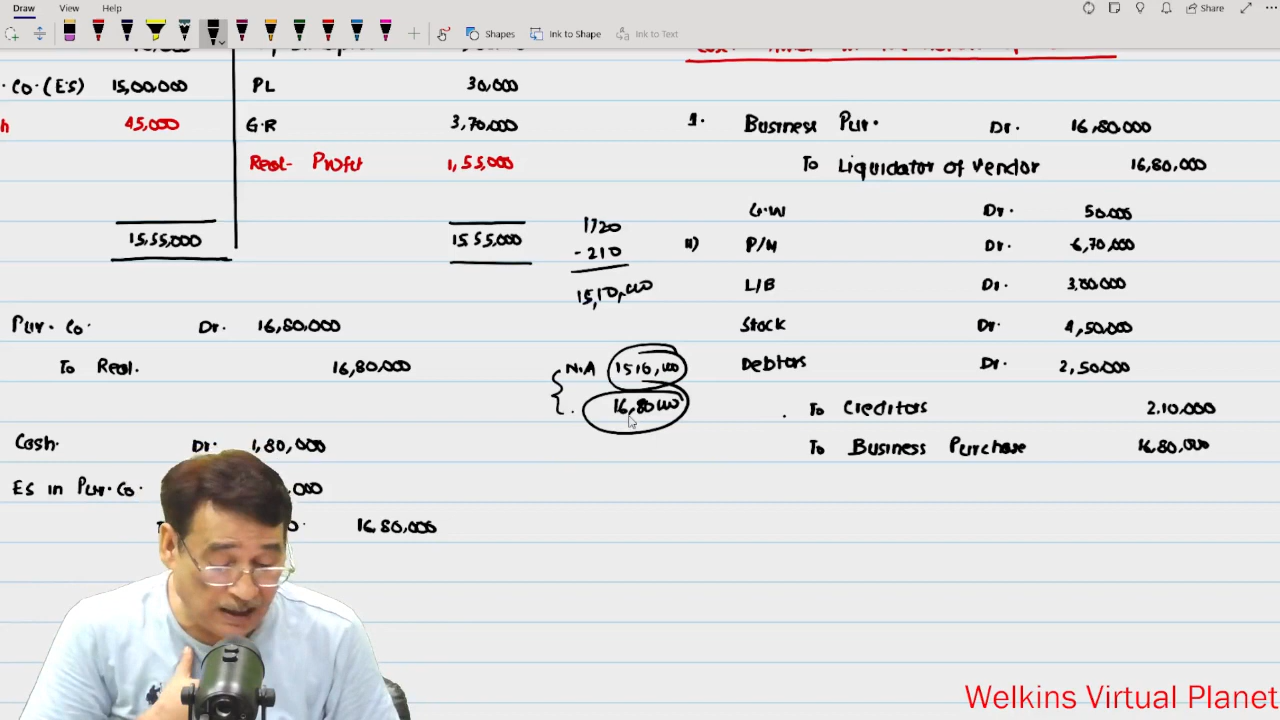 Draw View Help Share
Shapes Ink to Shape Ink to Text
· Co· (E·S) 15,00,000 PL 30,000
h 45,000 G·R 3,70,000
Real- Profit 1,55,000
15,55,000 15 55,000
1720
- 210
15,10,000
Pur· Co· Dr· 16,80,000
To Real. 16,80,000
N.A
16,80 000
Cash· Dr· 1,80,000
ES in Pur·Co· ,000
16,80,000
1. Business Pur· Dr· 16,80,000
To Liquidator of Vendor 16,80,000
G·W Dr· 50,000
II) P/M Dr· 6,70,000
L/B Dr· 3,00,000
Stock Dr· 4,50,000
Debtors Dr· 2,50,000
To Creditors 2,10,000
To Business Purchase 16,80,000
Welkins Virtual Planet